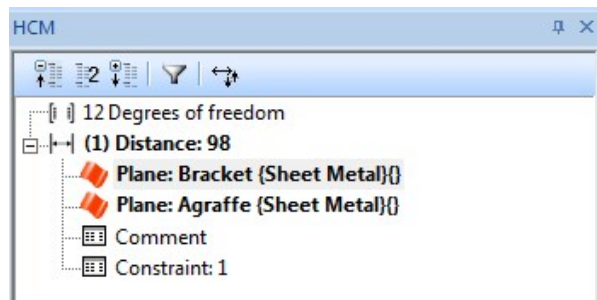 HCM
2
12 Degrees of freedom
(1) Distance: 98
Plane: Bracket {Sheet Metal}{}
Plane: Agraffe {Sheet Metal}{}
Comment
Constraint: 1